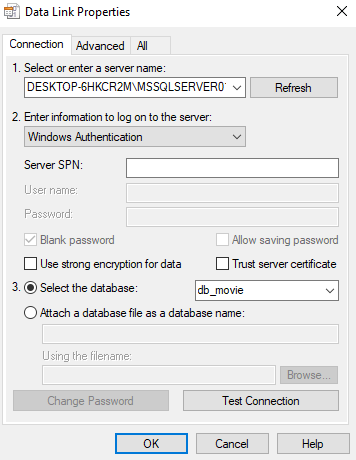 Data Link Properties
Connection Advanced All
1. Select or enter a server name:
DESKTOP-6HKCR2M\MSSQLSERVER0 Refresh
2. Enter information to log on to the server:
Windows Authentication
Server SPN:
User name:
Password:
Blank password Allow saving password
Use strong encryption for data Trust server certificate
3. Select the database: db_movie
Attach a database file as a database name:
Using the filename:
Browse...
Change Password Test Connection
OK Cancel Help